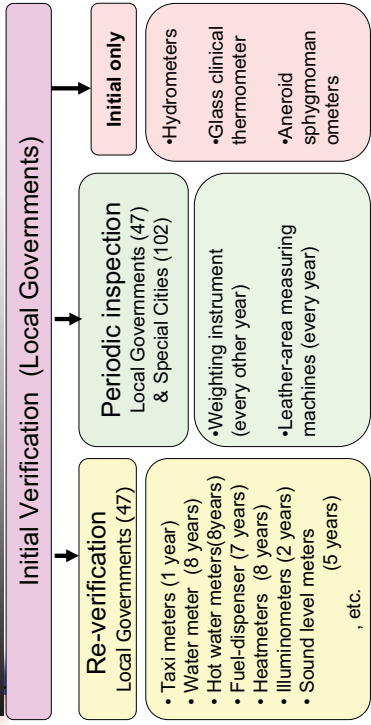 Initial Verification (Local Governments)
Re-verification
Local Governments (47)
• Taxi meters (1 year)
• Water meter (8 years)
• Hot water meters(8years)
• Fuel-dispenser (7 years)
• Heatmeters (8 years)
• Illuminometers (2 years)
• Sound level meters
(5 years)
, etc.
Periodic inspection
Local Governments (47)
& Special Cities (102)
•Weighting instrument
(every other year)
•Leather-area measuring
machines (every year)
Initial only
•Hydrometers
•Glass clinical
thermometer
•Aneroid
sphygmoman
ometers